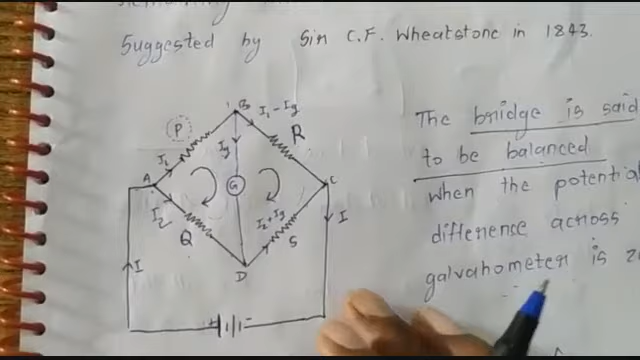 Suggested by Sir C.F. Wheatstone in 1843.
The bridge is said
to be balanced
when the potential
difference across
galvanometer is
P
B
I₁ - Ig
R
I₁
Ig
A
G
C
I₂
Q
I₂ + Ig
S
D
I
I
+
-